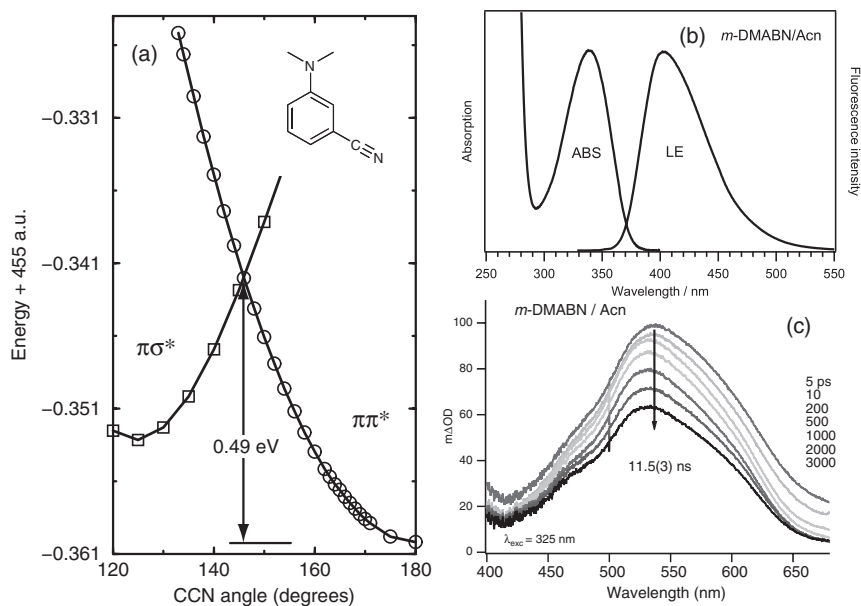 (a)
N
C≡N
Energy + 455 a.u.
−0.331
−0.341
−0.351
−0.361
πσ*
ππ*
0.49 eV
120 140 160 180
CCN angle (degrees)
(b)
m-DMABN/Acn
Absorption
Fluorescence intensity
ABS
LE
250 300 350 400 450 500 550
Wavelength / nm
m-DMABN / Acn
(c)
m∆OD
100
80
60
40
20
0
5 ps
10
200
500
1000
2000
3000
11.5(3) ns
λexc = 325 nm
400 450 500 550 600 650
Wavelength (nm)